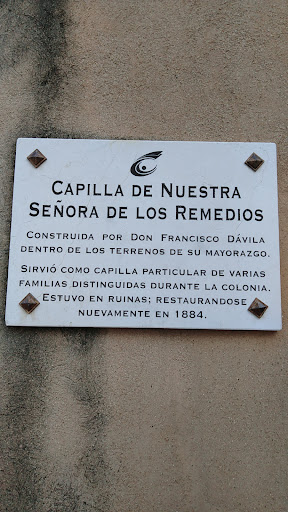 CAPILLA DE NUESTRA
SEÑORA DE LOS REMEDIOS
CONSTRUIDA POR DON FRANCISCO DÁVILA
DENTRO DE LOS TERRENOS DE SU MAYORAZGO.
SIRVIÓ COMO CAPILLA PARTICULAR DE VARIAS
FAMILIAS DISTINGUIDAS DURANTE LA COLONIA.
ESTUVO EN RUINAS; RESTAURANDOSE
NUEVAMENTE EN 1884.